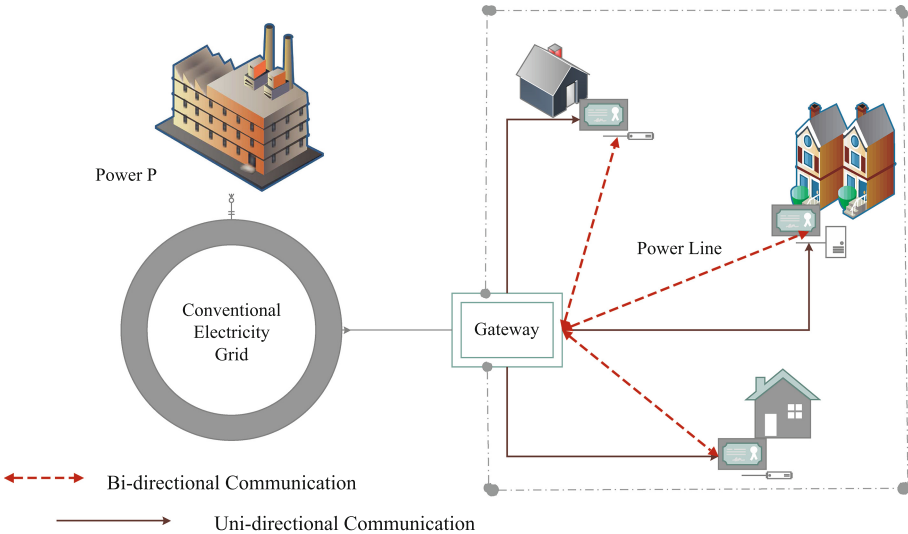 Power P
Power Line
Conventional
Electricity
Grid
Gateway
Bi-directional Communication
Uni-directional Communication